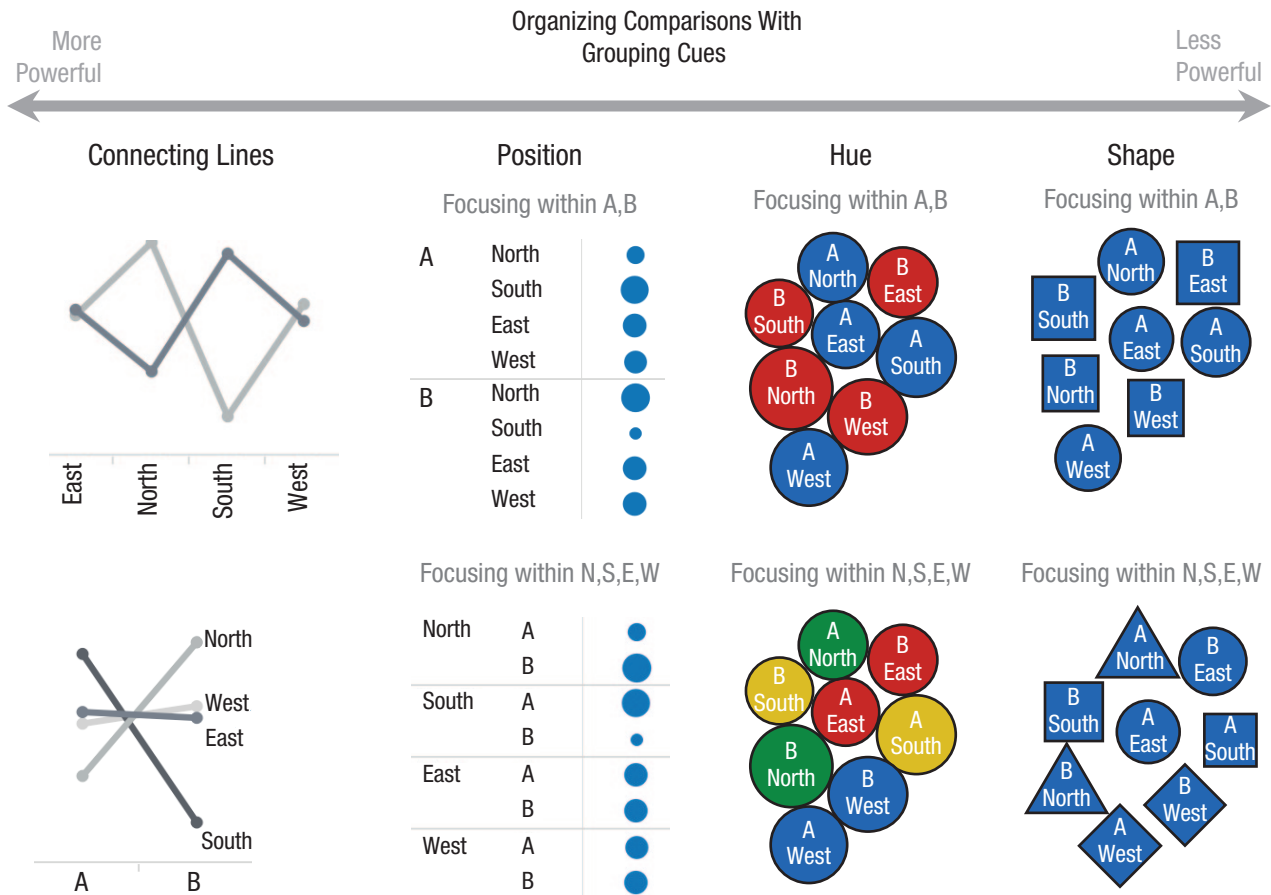 Organizing Comparisons With
Grouping Cues
More
Powerful
Less
Powerful
Connecting Lines
Position
Hue
Shape
Focusing within A,B
Focusing within A,B
Focusing within A,B
East
North
South
West
A
North
South
East
West
B
North
South
East
West
A
North
B
East
B
South
A
East
A
South
B
North
B
West
A
West
A
North
B
East
B
South
A
East
A
South
B
North
B
West
A
West
Focusing within N,S,E,W
Focusing within N,S,E,W
Focusing within N,S,E,W
North
West
East
South
A
B
North
A
B
South
A
B
East
A
B
West
A
B
A
North
B
East
B
South
A
East
A
South
B
North
B
West
A
West
A
North
B
East
B
South
A
East
A
South
B
North
B
West
A
West